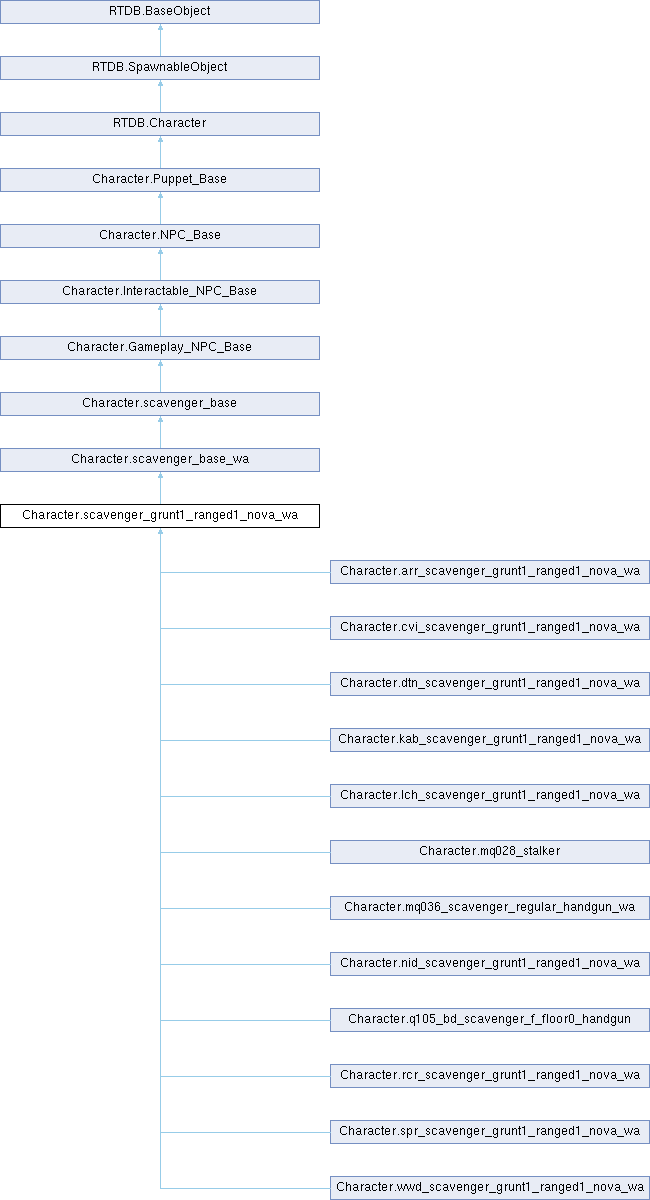 RTDB.BaseObject
RTDB.SpawnableObject
RTDB.Character
Character.Puppet_Base
Character.NPC_Base
Character.Interactable_NPC_Base
Character.Gameplay_NPC_Base
Character.scavenger_base
Character.scavenger_base_wa
Character.scavenger_grunt1_ranged1_nova_wa
Character.arr_scavenger_grunt1_ranged1_nova_wa
Character.cvi_scavenger_grunt1_ranged1_nova_wa
Character.dtn_scavenger_grunt1_ranged1_nova_wa
Character.kab_scavenger_grunt1_ranged1_nova_wa
Character.lch_scavenger_grunt1_ranged1_nova_wa
Character.mq028_stalker
Character.mq036_scavenger_regular_handgun_wa
Character.nid_scavenger_grunt1_ranged1_nova_wa
Character.q105_bd_scavenger_f_floor0_handgun
Character.rcr_scavenger_grunt1_ranged1_nova_wa
Character.spr_scavenger_grunt1_ranged1_nova_wa
Character.wwd_scavenger_grunt1_ranged1_nova_wa